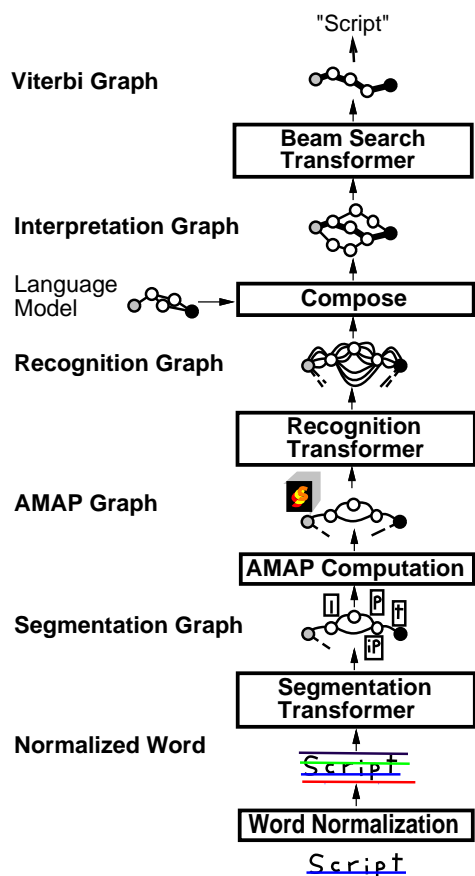 "Script"
Viterbi Graph
Beam Search
Transformer
Interpretation Graph
Language
Model
Compose
Recognition Graph
Recognition
Transformer
AMAP Graph
AMAP Computation
Segmentation Graph
i
p
t
ip
Segmentation
Transformer
Normalized Word
Script
Word Normalization
Script